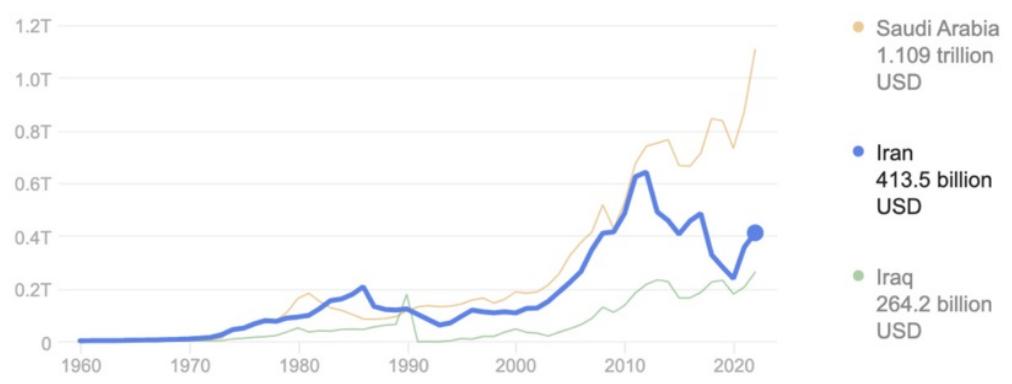 1.2T
1.0T
0.8T
0.6T
0.4T
0.2T
0
1960 1970 1980 1990 2000 2010 2020
Saudi Arabia
1.109 trillion
USD
Iran
413.5 billion
USD
Iraq
264.2 billion
USD